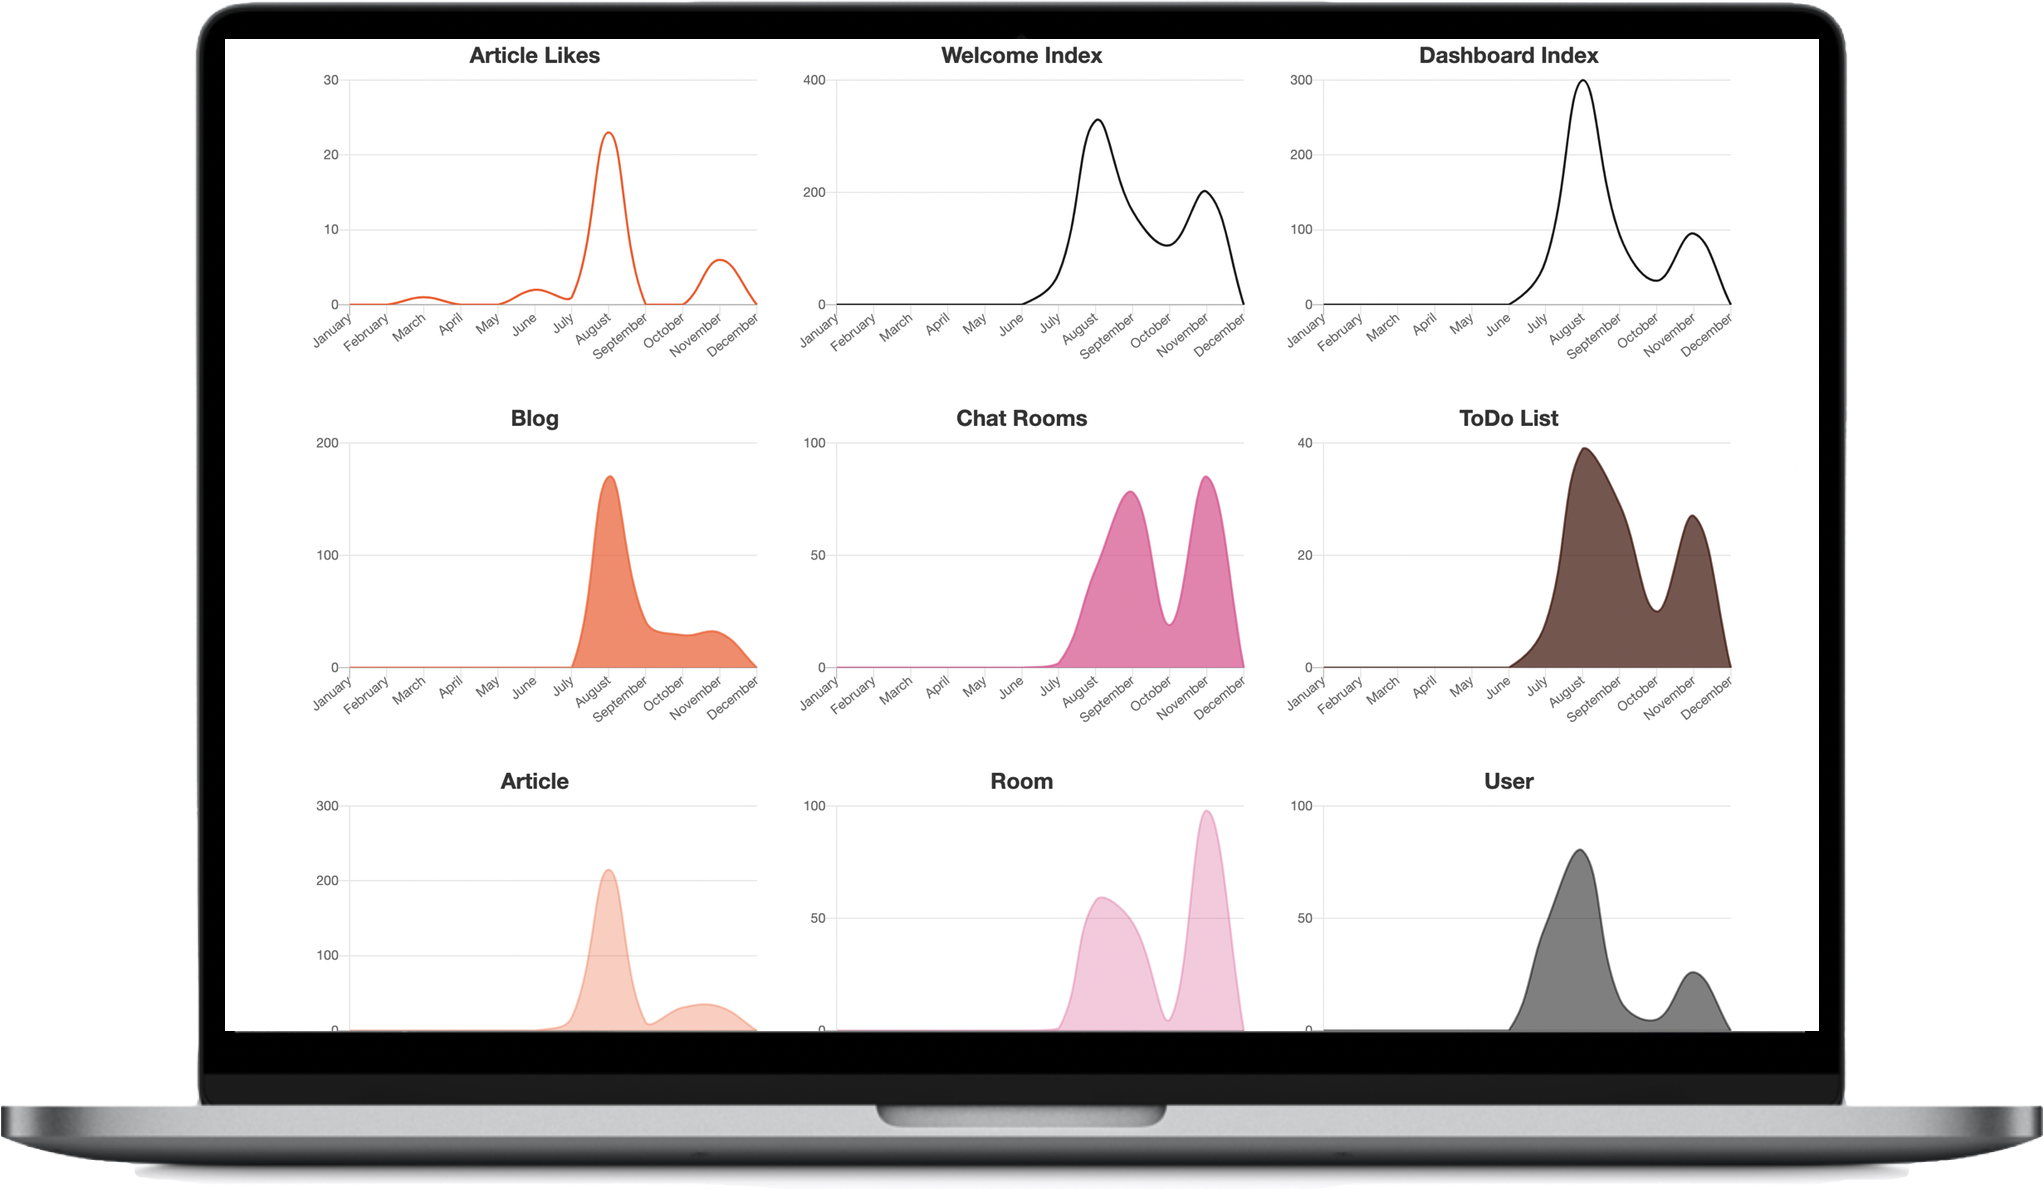 Article Likes
30
20
10
0
January February March April May June July August September October November December
Welcome Index
400
200
0
January February March April May June July August September October November December
Dashboard Index
300
200
100
0
January February March April May June July August September October November December
Blog
200
100
0
January February March April May June July August September October November December
Chat Rooms
100
50
0
January February March April May June July August September October November December
ToDo List
40
20
0
January February March April May June July August September October November December
Article
300
200
100
0
Room
100
50
0
User
100
50
0